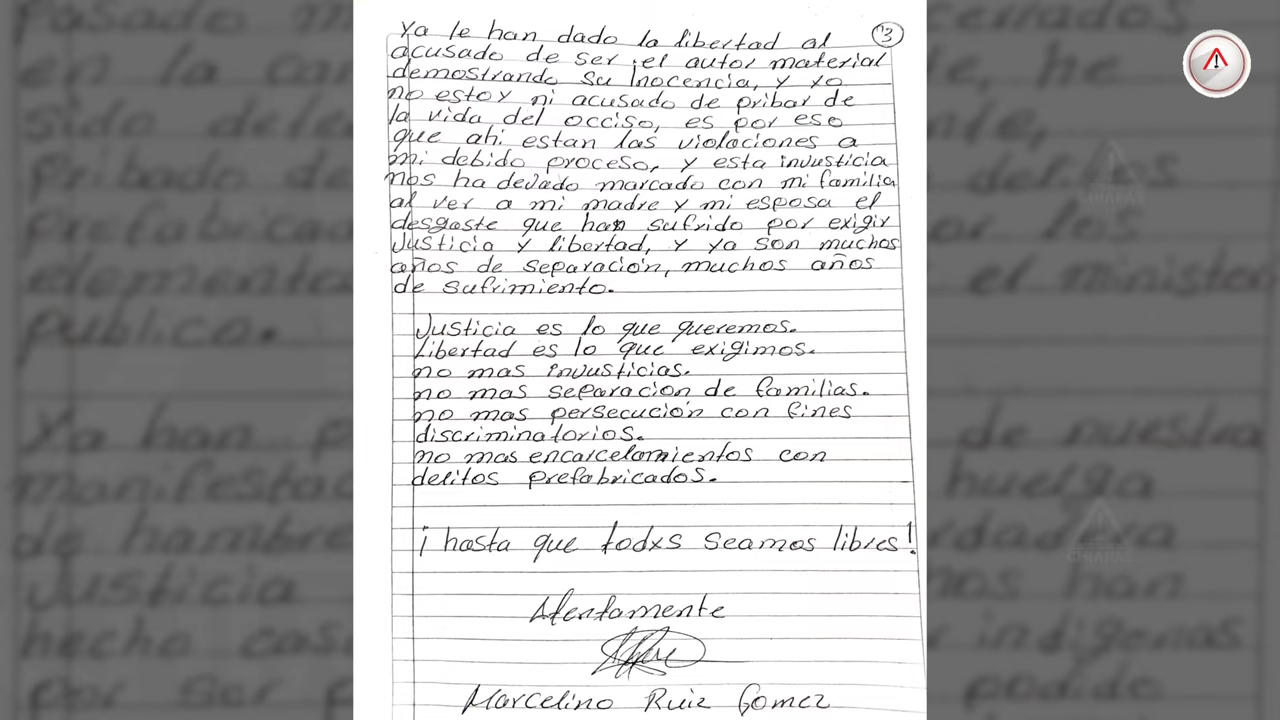 3
Ya le han dado la libertad al
acusado de ser el autor material
demostrando su inocencia, y yo
no estoy ni acusado de pribar de
la vida del occiso, es por eso
que ahi estan las violaciones a
mi debido proceso, y esta injusticia
nos ha dejado marcado con mi familia
al ver a mi madre y mi esposa el
desgaste que han sufrido por exigir
Justicia y libertad, y ya son muchos
años de separación, muchos años
de sufrimiento.
Justicia es lo que queremos.
Libertad es lo que exigimos.
no mas injusticias.
no mas separación de familias.
no mas persecución con fines
discriminatorios.
no mas encarcelamientos con
delitos prefabricados.
¡hasta que todxs seamos libres!
Atentamente
Marcelino Ruiz Gomez